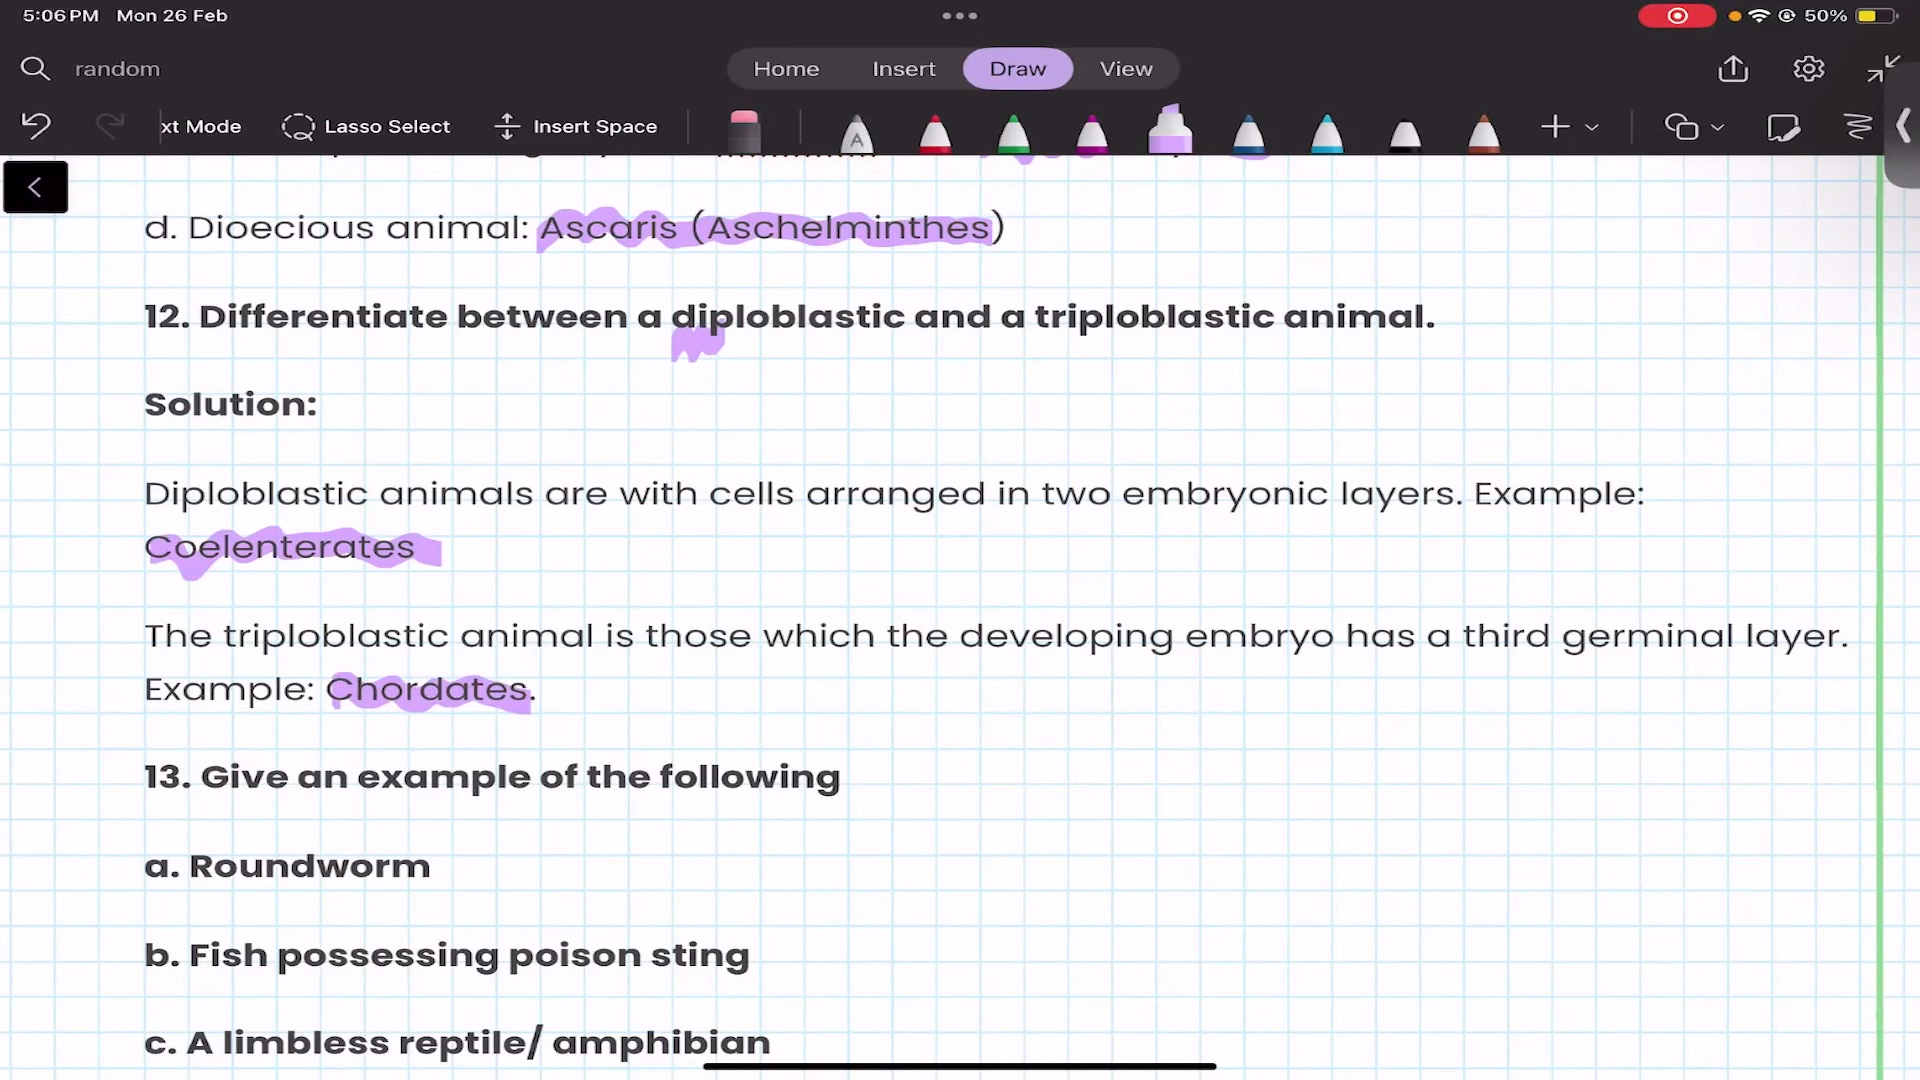 5:06 PM Mon 26 Feb
50%
random
Home Insert Draw View
xt Mode Lasso Select Insert Space
A
d. Dioecious animal: Ascaris (Aschelminthes)
12. Differentiate between a diploblastic and a triploblastic animal.
Solution:
Diploblastic animals are with cells arranged in two embryonic layers. Example:
Coelenterates
The triploblastic animal is those which the developing embryo has a third germinal layer.
Example: Chordates.
13. Give an example of the following
a. Roundworm
b. Fish possessing poison sting
c. A limbless reptile/ amphibian